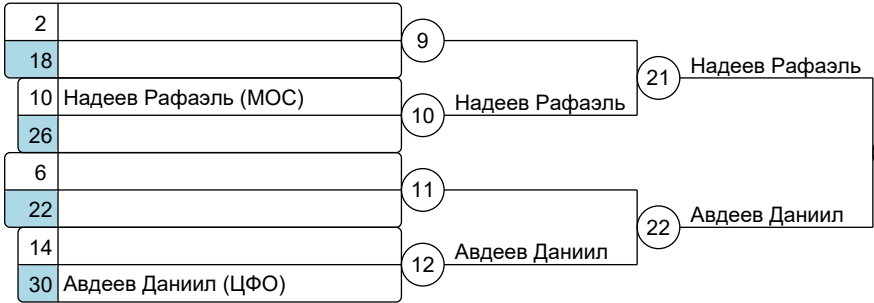 2
9
18
21 Надеев Рафаэль
10 Надеев Рафаэль (МОС)
10 Надеев Рафаэль
26
6
11
22
22 Авдеев Даниил
14
12 Авдеев Даниил
30 Авдеев Даниил (ЦФО)